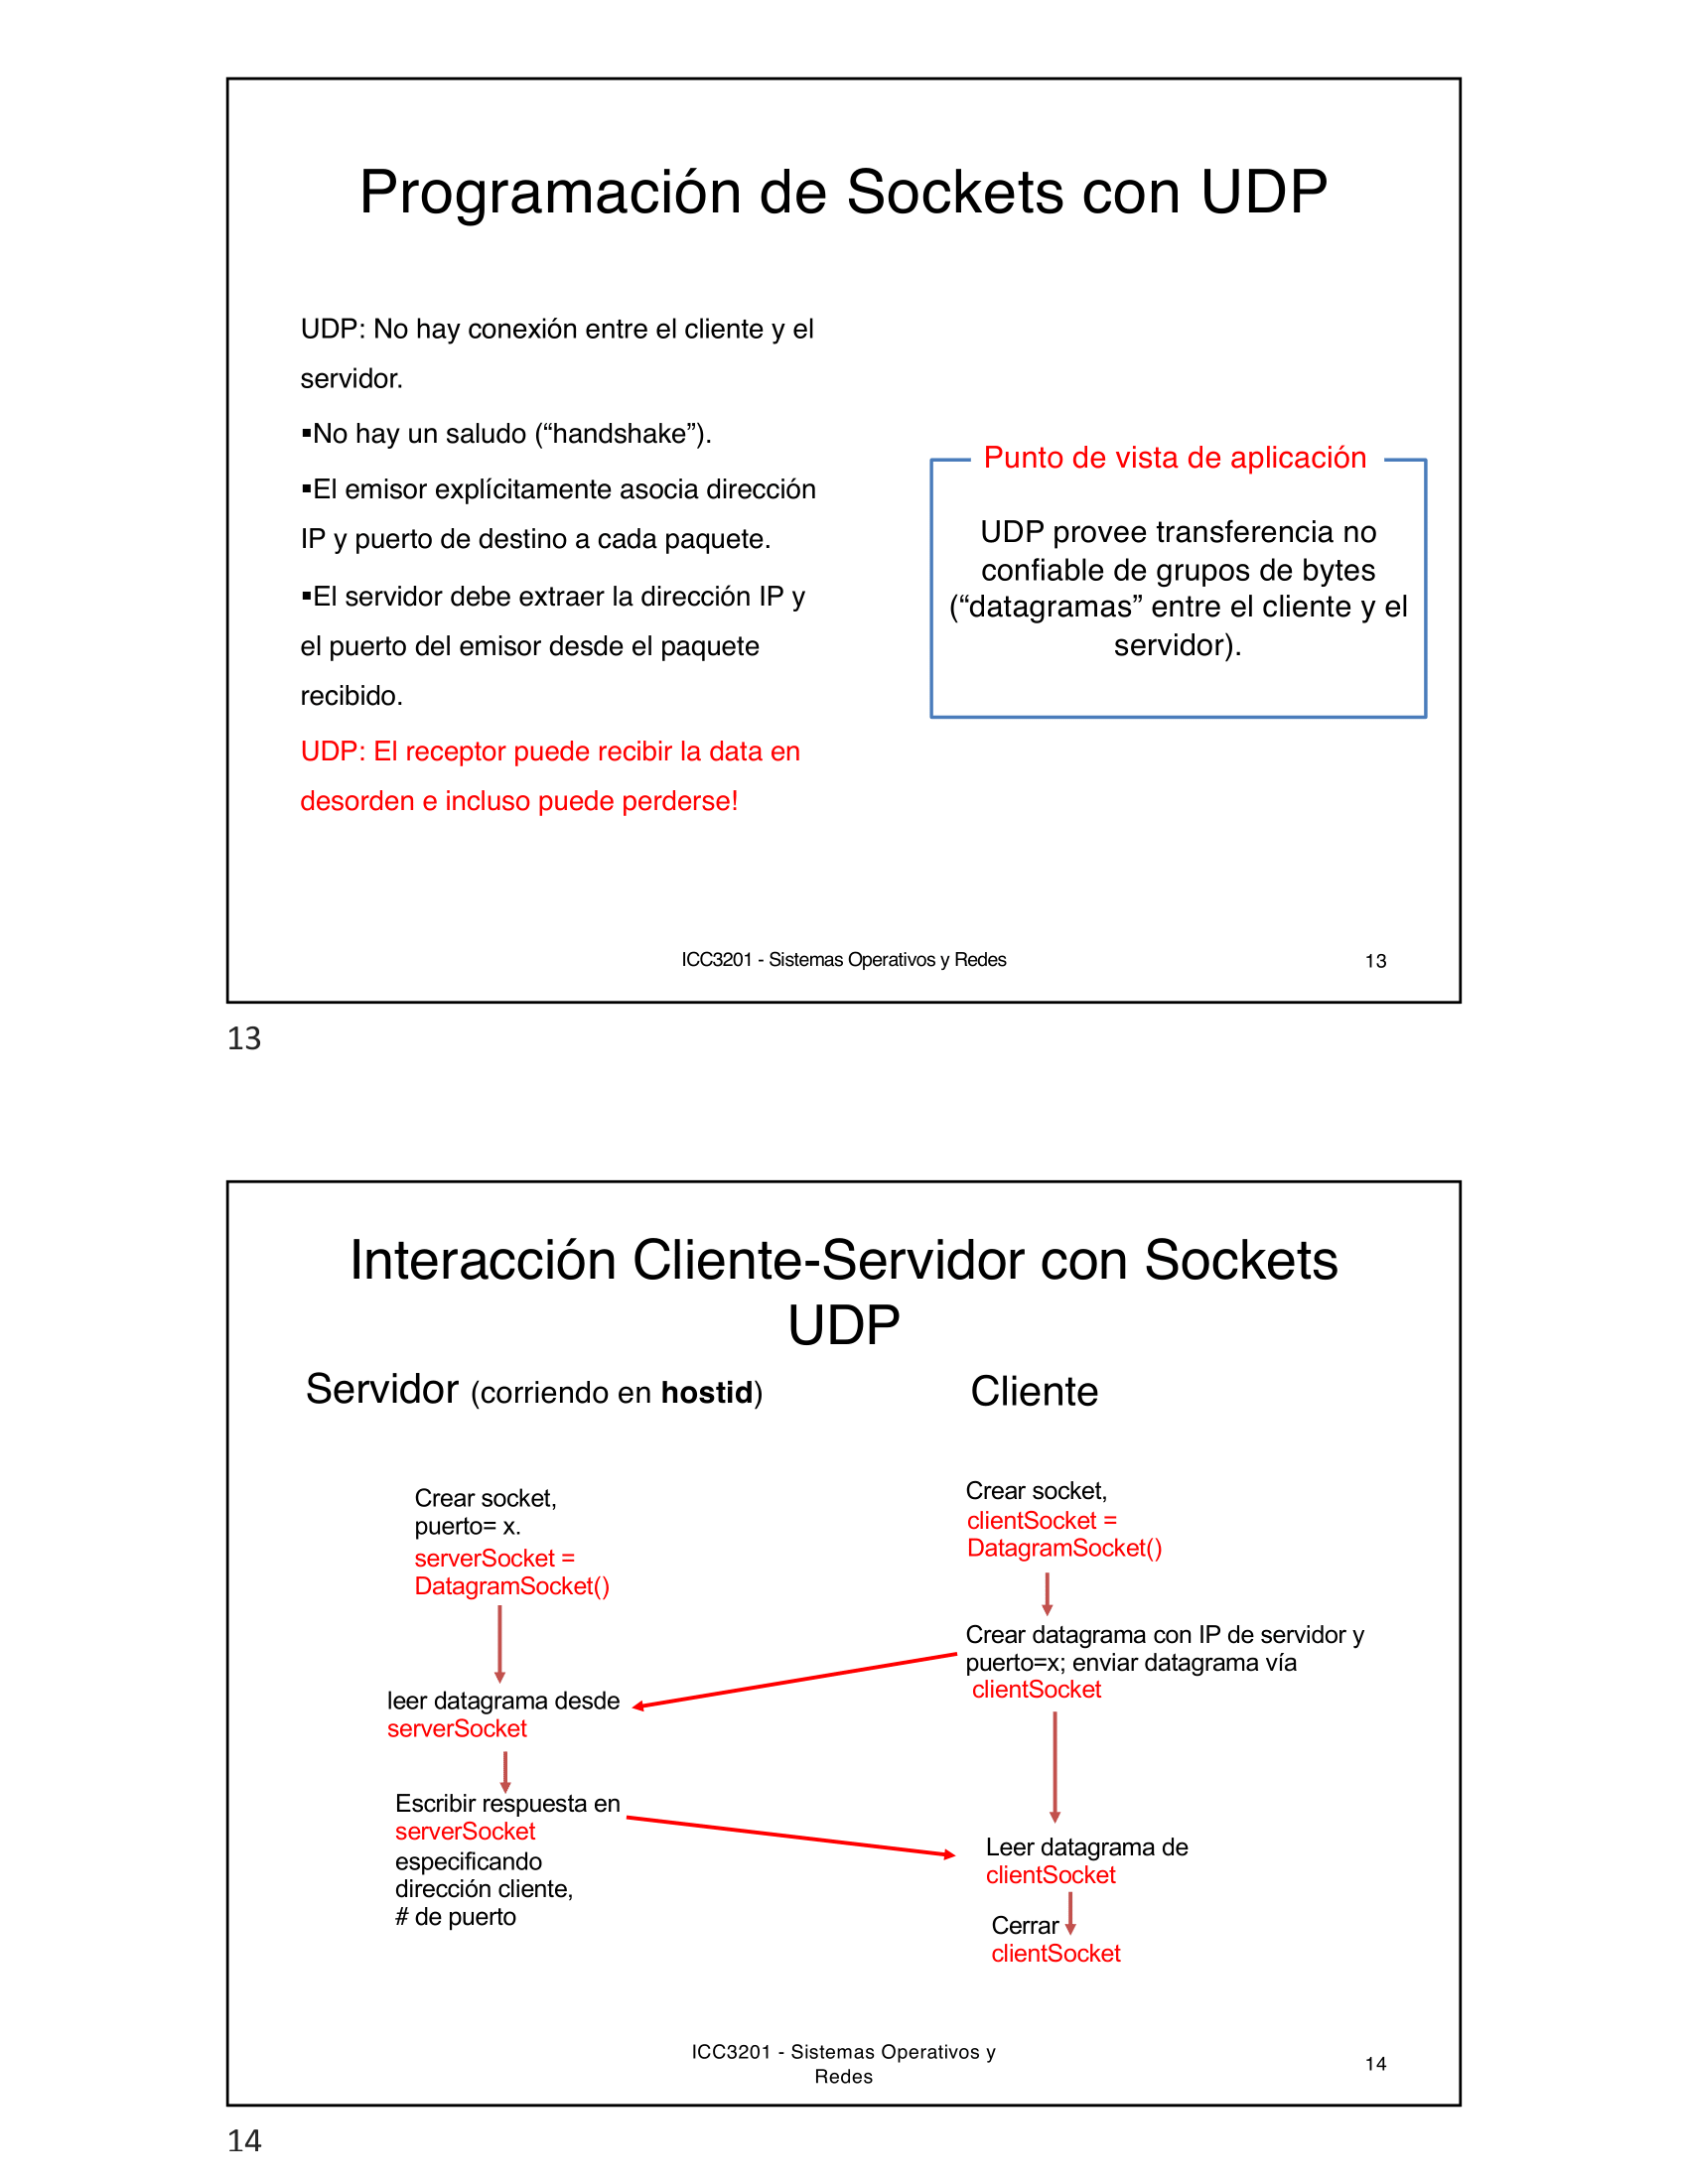 Programación de Sockets con UDP
UDP: No hay conexión entre el cliente y el
servidor.
▪No hay un saludo (“handshake”).
▪El emisor explícitamente asocia dirección
IP y puerto de destino a cada paquete.
▪El servidor debe extraer la dirección IP y
el puerto del emisor desde el paquete
recibido.
UDP: El receptor puede recibir la data en
desorden e incluso puede perderse!
Punto de vista de aplicación
UDP provee transferencia no
confiable de grupos de bytes
(“datagramas” entre el cliente y el
servidor).
ICC3201 - Sistemas Operativos y Redes
13
13
Interacción Cliente-Servidor con Sockets
UDP
Servidor (corriendo en hostid)
Crear socket,
puerto= x.
serverSocket =
DatagramSocket()
leer datagrama desde
serverSocket
Escribir respuesta en
serverSocket
especificando
dirección cliente,
# de puerto
Cliente
Crear socket,
clientSocket =
DatagramSocket()
Crear datagrama con IP de servidor y
puerto=x; enviar datagrama vía
clientSocket
Leer datagrama de
clientSocket
Cerrar
clientSocket
ICC3201 - Sistemas Operativos y
Redes
14
14